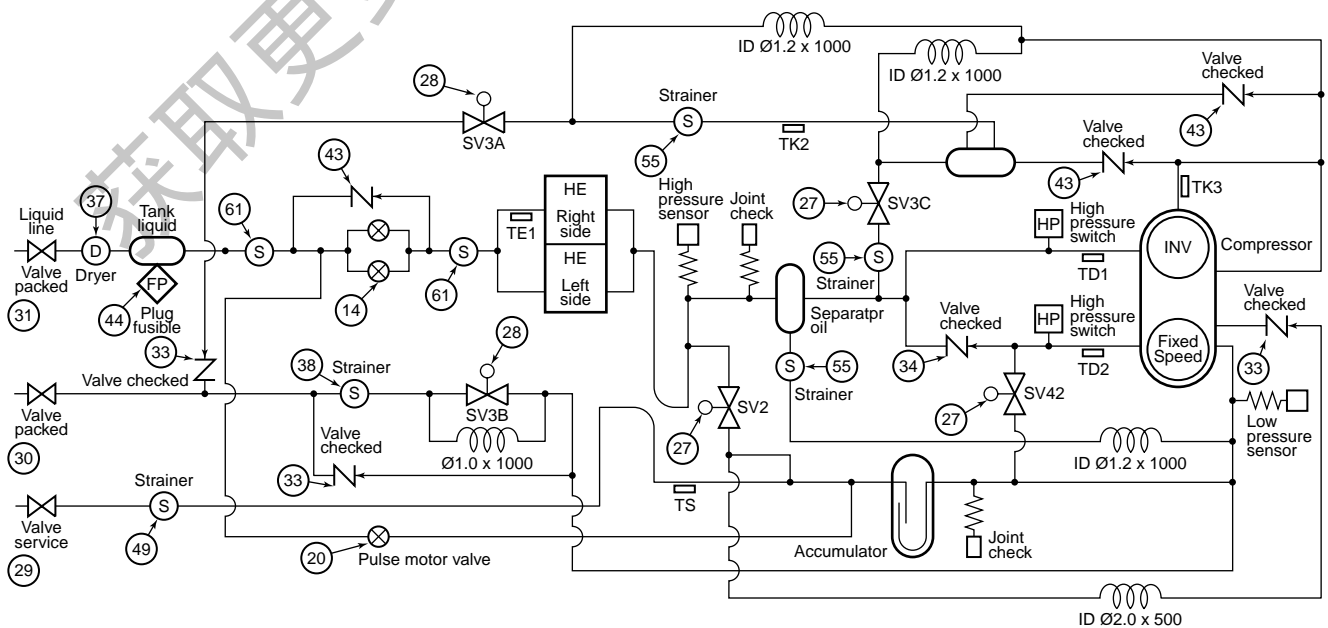 获取更
ID Ø1.2 x 1000
ID Ø1.2 x 1000
28
Valve
checked
Strainer
S
SV3A
55
TK2
43
43
Valve
checked
43
TK3
37
Liquid
line
Tank
liquid
61
D
Dryer
S
FP
Valve
packed
31
44
Plug
fusible
14
S
61
TE1
HE
Right
side
HE
Left
side
High
pressure
sensor
Joint
check
27
SV3C
55
S
Strainer
Separatpr
oil
HP
High
pressure
switch
TD1
INV
Compressor
HP
High
pressure
switch
TD2
Fixed
Speed
Valve
checked
34
Valve
checked
33
33
Valve checked
38
Strainer
S
28
SV3B
Ø1.0 x 1000
Valve
packed
30
Valve
checked
33
S
55
Strainer
SV2
27
27
SV42
Low
pressure
sensor
ID Ø1.2 x 1000
Strainer
S
49
Valve
service
29
TS
Accumulator
Joint
check
20
Pulse motor valve
ID Ø2.0 x 500